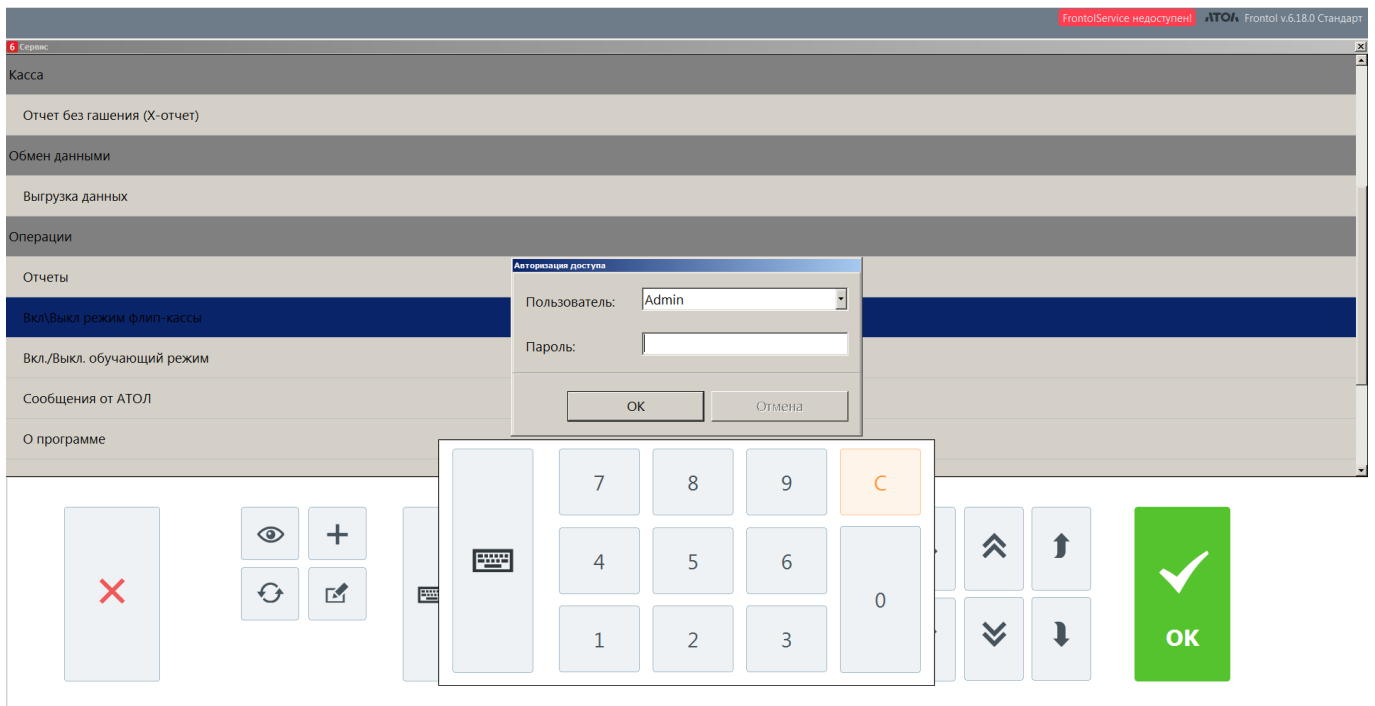 FrontolService недоступен! АТОЛ Frontol v.6.18.0 Стандарт
6 Сервис
Касса
Отчет без гашения (Х-отчет)
Обмен данными
Выгрузка данных
Операции
Отчеты
Вкл\Выкл режим флип-кассы
Вкл./Выкл. обучающий режим
Сообщения от АТОЛ
О программе
Авторизация доступа
Пользователь: Admin
Пароль:
ОК Отмена
7 8 9 C
4 5 6
0
1 2 3
ОК